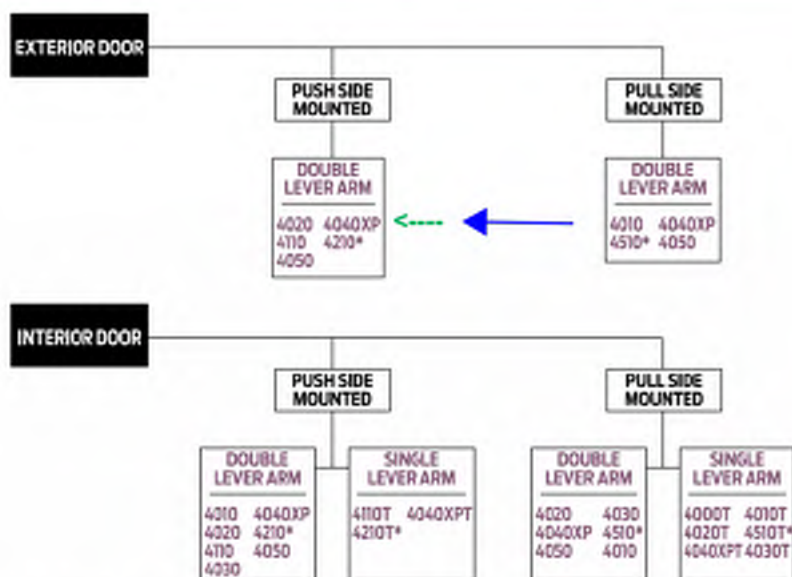 EXTERIOR DOOR
PUSH SIDE
MOUNTED
PULL SIDE
MOUNTED
DOUBLE
LEVER ARM
4020 4040XP
4110 4210*
4050
DOUBLE
LEVER ARM
4010 4040XP
4510* 4050
INTERIOR DOOR
PUSH SIDE
MOUNTED
PULL SIDE
MOUNTED
DOUBLE
LEVER ARM
4010 4040XP
4020 4210*
4110 4050
4030
SINGLE
LEVER ARM
4110T 4040XPT
4210T*
DOUBLE
LEVER ARM
4020 4030
4040XP 4510*
4050 4010
SINGLE
LEVER ARM
4000T 4010T
4020T 4510T*
4040XPT 4030T